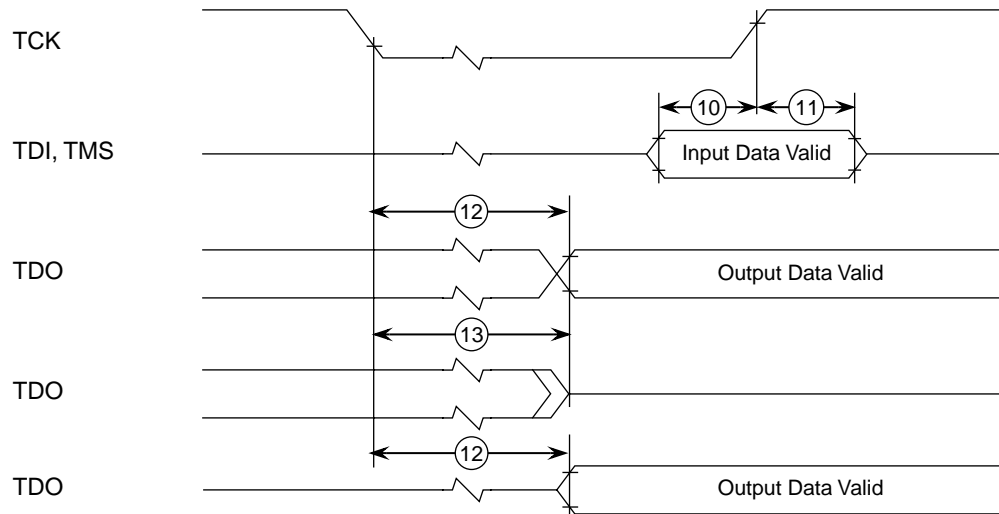 TCK
10
11
TDI, TMS
Input Data Valid
12
TDO
Output Data Valid
13
TDO
12
TDO
Output Data Valid